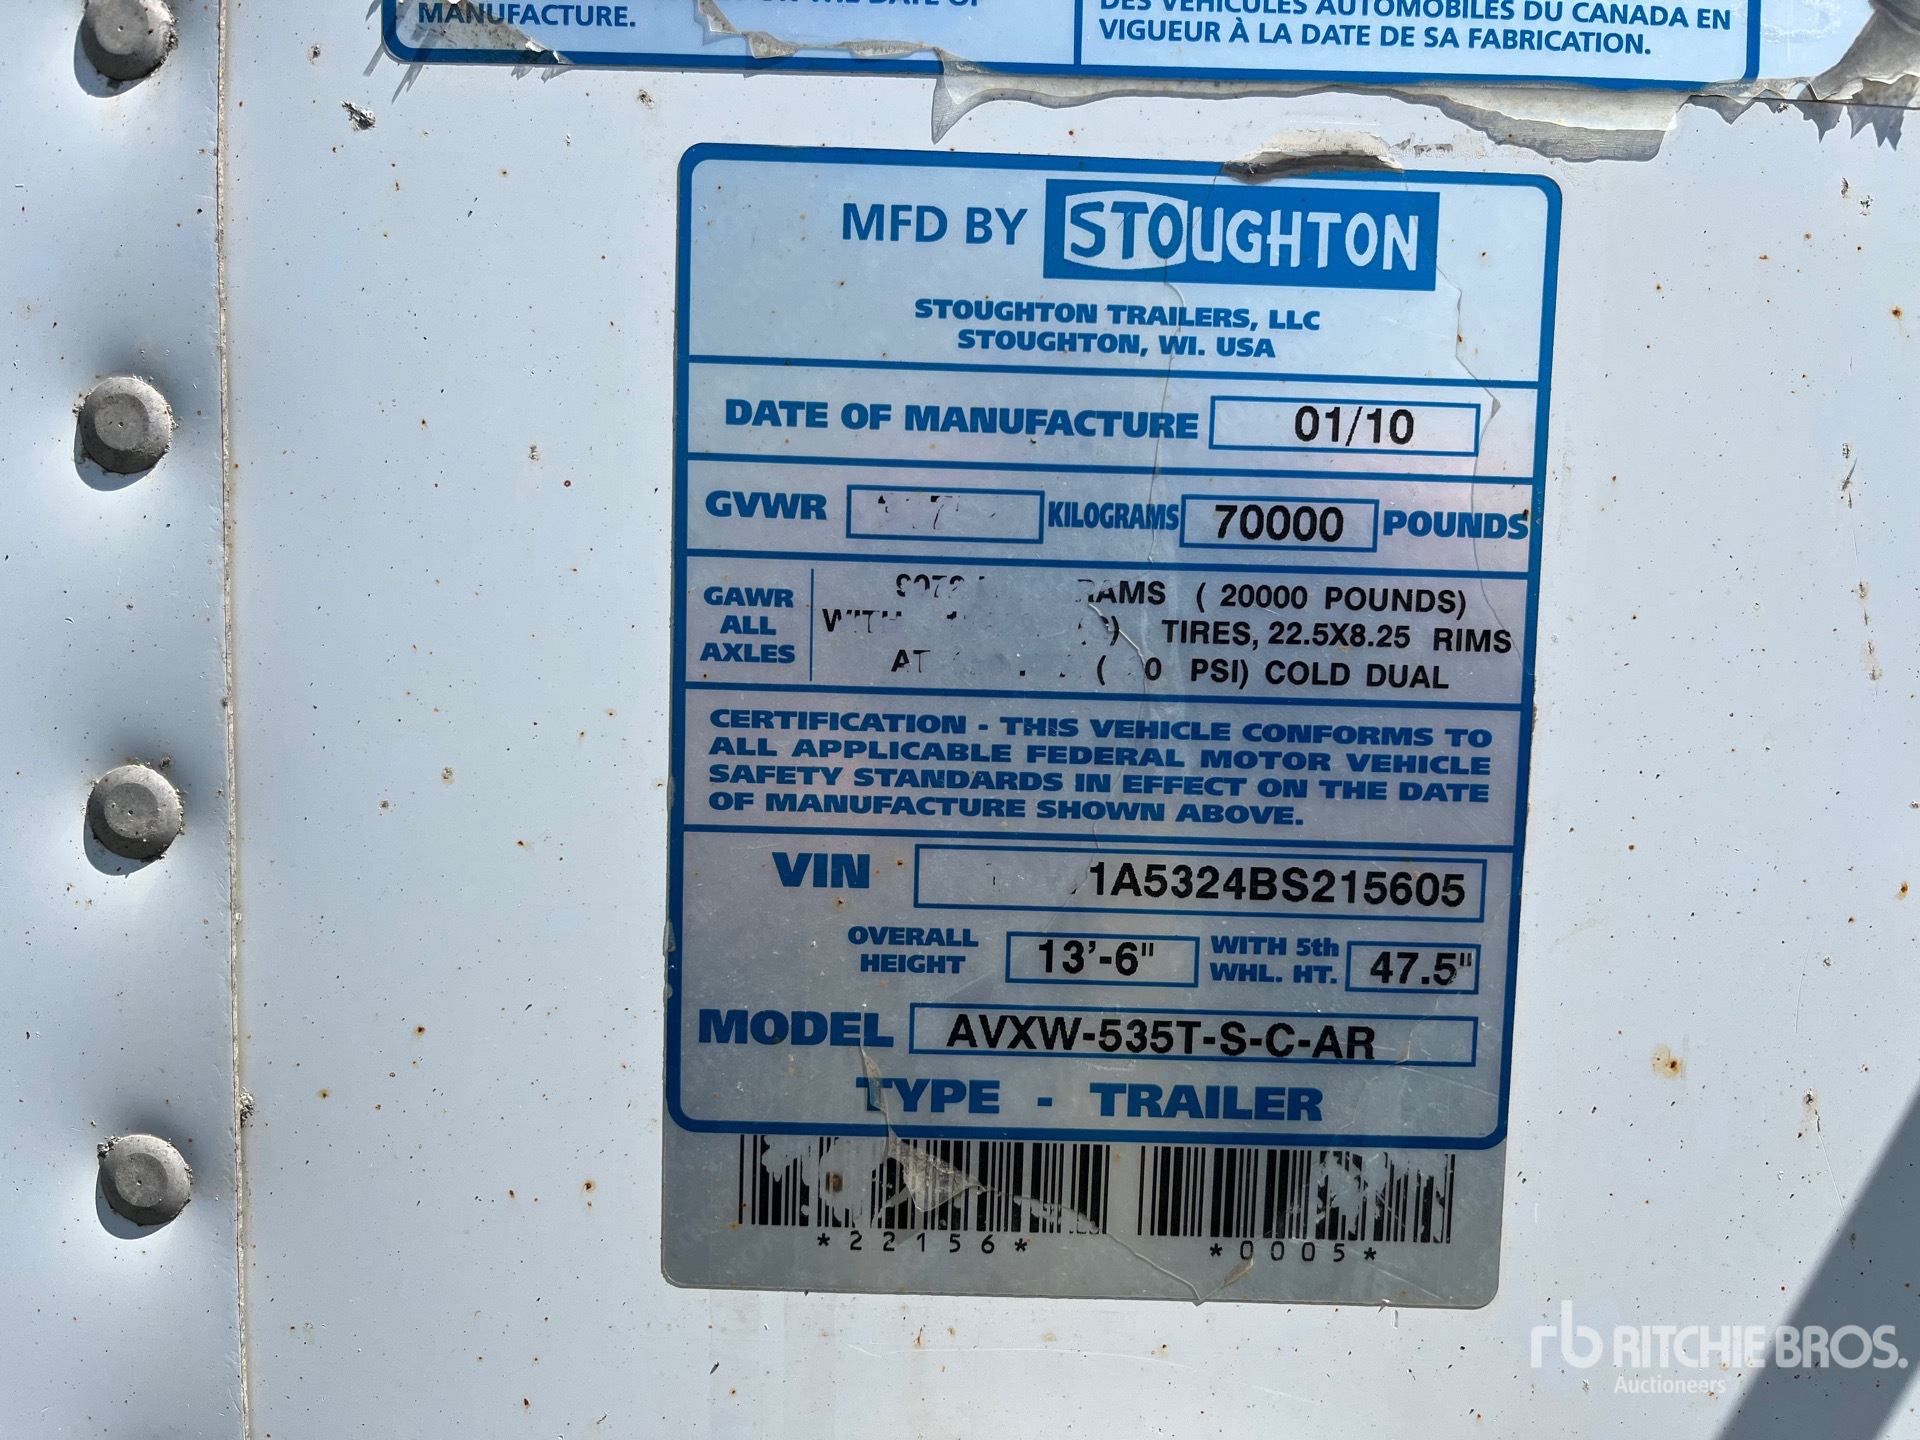 MANUFACTURE.
DES VÉHICULES AUTOMOBILES DU CANADA EN
VIGUEUR À LA DATE DE SA FABRICATION.
MFD BY STOUGHTON
STOUGHTON TRAILERS, LLC
STOUGHTON, WI. USA
DATE OF MANUFACTURE 01/10
GVWR KILOGRAMS 70000 POUNDS
GAWR
ALL
AXLES
( 20000 POUNDS)
TIRES, 22.5X8.25 RIMS
AT PSI) COLD DUAL
CERTIFICATION - THIS VEHICLE CONFORMS TO
ALL APPLICABLE FEDERAL MOTOR VEHICLE
SAFETY STANDARDS IN EFFECT ON THE DATE
OF MANUFACTURE SHOWN ABOVE.
VIN 1A5324BS215605
OVERALL HEIGHT 13'-6" WITH 5th WHL. HT. 47.5"
MODEL AVXW-535T-S-C-AR
TYPE - TRAILER
*22156* *0005*
rb RITCHIE BROS.
Auctioneers